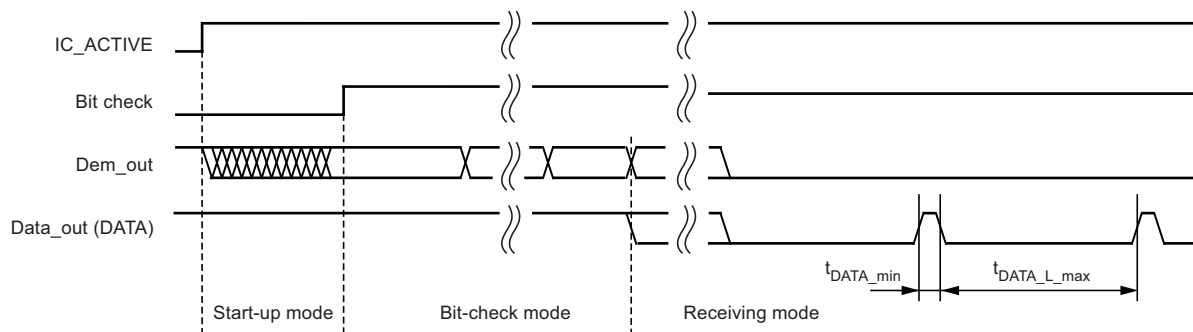 IC_ACTIVE
Bit check
Dem_out
Data_out (DATA)
tDATA_min
tDATA_L_max
Start-up mode
Bit-check mode
Receiving mode